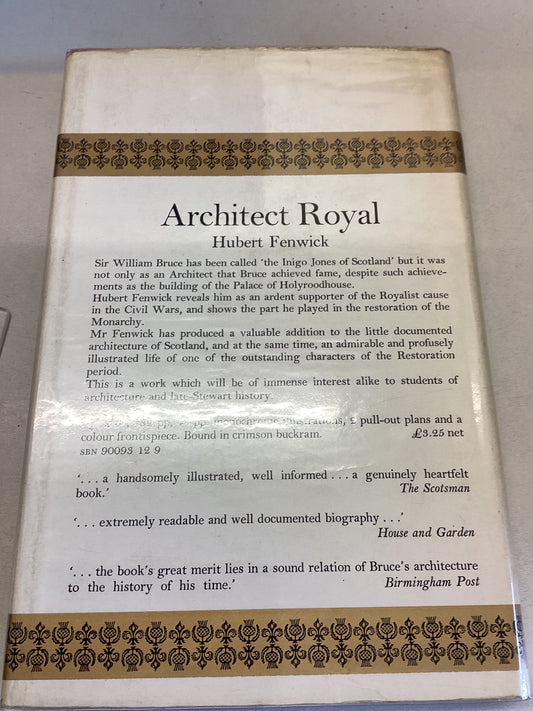 Architect Royal
Hubert Fenwick
Sir William Bruce has been called 'the Inigo Jones of Scotland' but it was
not only as an Architect that Bruce achieved fame, despite such achieve-
ments as the building of the Palace of Holyroodhouse.
Hubert Fenwick reveals him as an ardent supporter of the Royalist cause
in the Civil Wars, and shows the part he played in the restoration of the
Monarchy.
Mr Fenwick has produced a valuable addition to the little documented
architecture of Scotland, and at the same time, an admirable and profusely
illustrated life of one of the outstanding characters of the Restoration
period.
This is a work which will be of immense interest alike to students of
architecture and late-Stewart history.
pp, monochrome illustrations, 2 pull-out plans and a
colour frontispiece. Bound in crimson buckram. £3.25 net
SBN 90093 12 9
'. . . a handsomely illustrated, well informed . . . a genuinely heartfelt
book.' The Scotsman
'. . . extremely readable and well documented biography . . .'
House and Garden
'. . . the book's great merit lies in a sound relation of Bruce's architecture
to the history of his time.' Birmingham Post